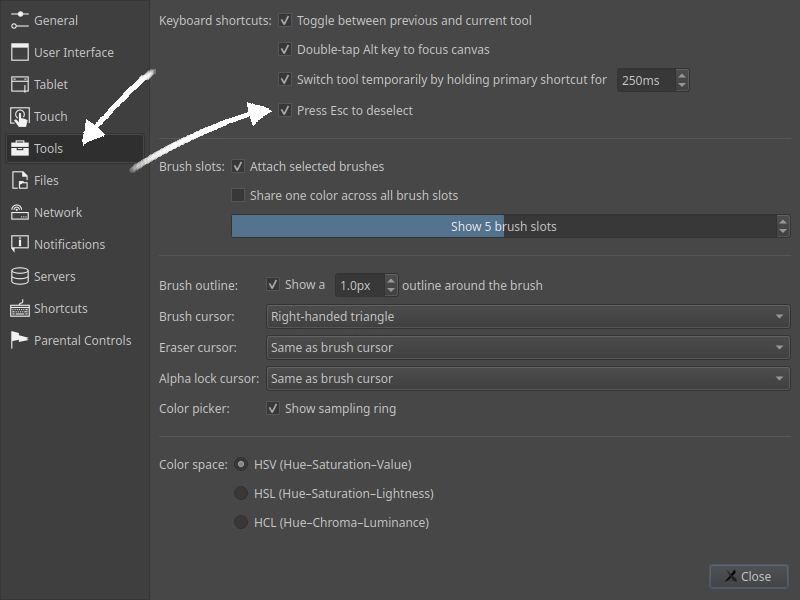 General
User Interface
Tablet
Touch
Tools
Files
Network
Notifications
Servers
Shortcuts
Parental Controls
Keyboard shortcuts: Toggle between previous and current tool
Double-tap Alt key to focus canvas
Switch tool temporarily by holding primary shortcut for 250ms
Press Esc to deselect
Brush slots: Attach selected brushes
Share one color across all brush slots
Show 5 brush slots
Brush outline: Show a 1.0px outline around the brush
Brush cursor: Right-handed triangle
Eraser cursor: Same as brush cursor
Alpha lock cursor: Same as brush cursor
Color picker: Show sampling ring
Color space: HSV (Hue–Saturation–Value)
HSL (Hue–Saturation–Lightness)
HCL (Hue–Chroma–Luminance)
Close